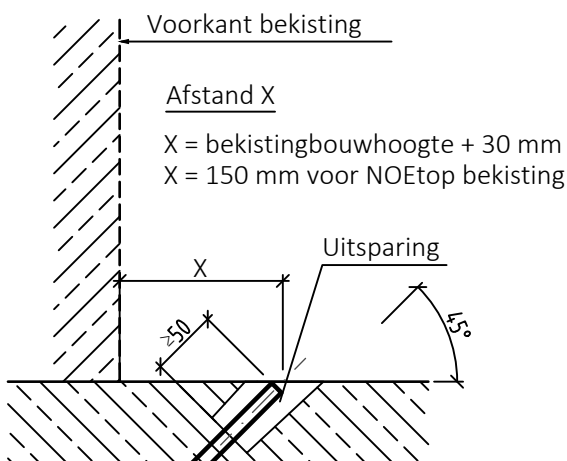 Voorkant bekisting
Afstand X
X = bekistingbouwhoogte + 30 mm
X = 150 mm voor NOEtop bekisting
Uitsparing
X
≥50
45°